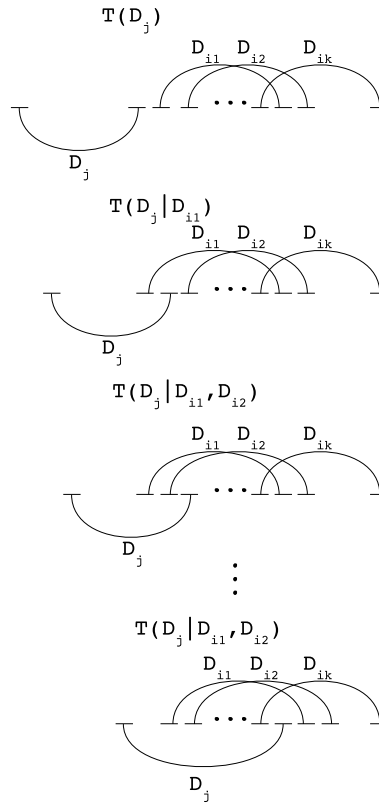 T(D_j)
D_i1 D_i2 D_ik
...
D_j
T(D_j|D_i1)
D_i1 D_i2 D_ik
...
D_j
T(D_j|D_i1,D_i2)
D_i1 D_i2 D_ik
...
D_j
⋮
T(D_j|D_i1,D_i2)
D_i1 D_i2 D_ik
...
D_j